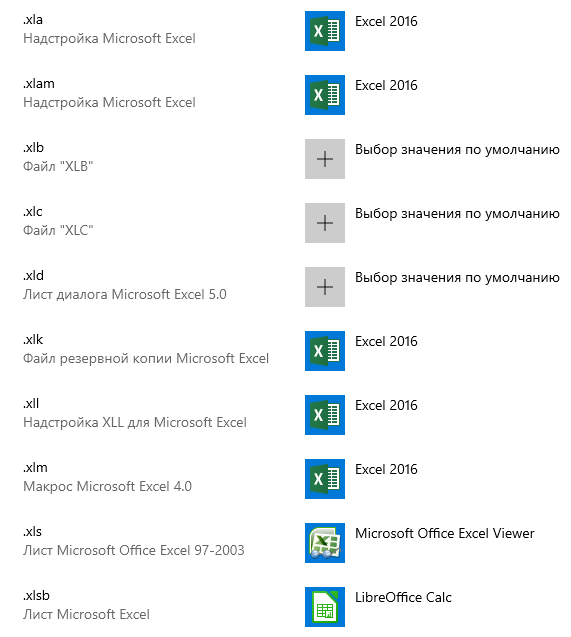 .xla
Надстройка Microsoft Excel
Excel 2016
.xlam
Надстройка Microsoft Excel
Excel 2016
.xlb
Файл "XLB"
Выбор значения по умолчанию
.xlc
Файл "XLC"
Выбор значения по умолчанию
.xld
Лист диалога Microsoft Excel 5.0
Выбор значения по умолчанию
.xlk
Файл резервной копии Microsoft Excel
Excel 2016
.xll
Надстройка XLL для Microsoft Excel
Excel 2016
.xlm
Макрос Microsoft Excel 4.0
Excel 2016
.xls
Лист Microsoft Office Excel 97-2003
Microsoft Office Excel Viewer
.xlsb
Лист Microsoft Excel
LibreOffice Calc